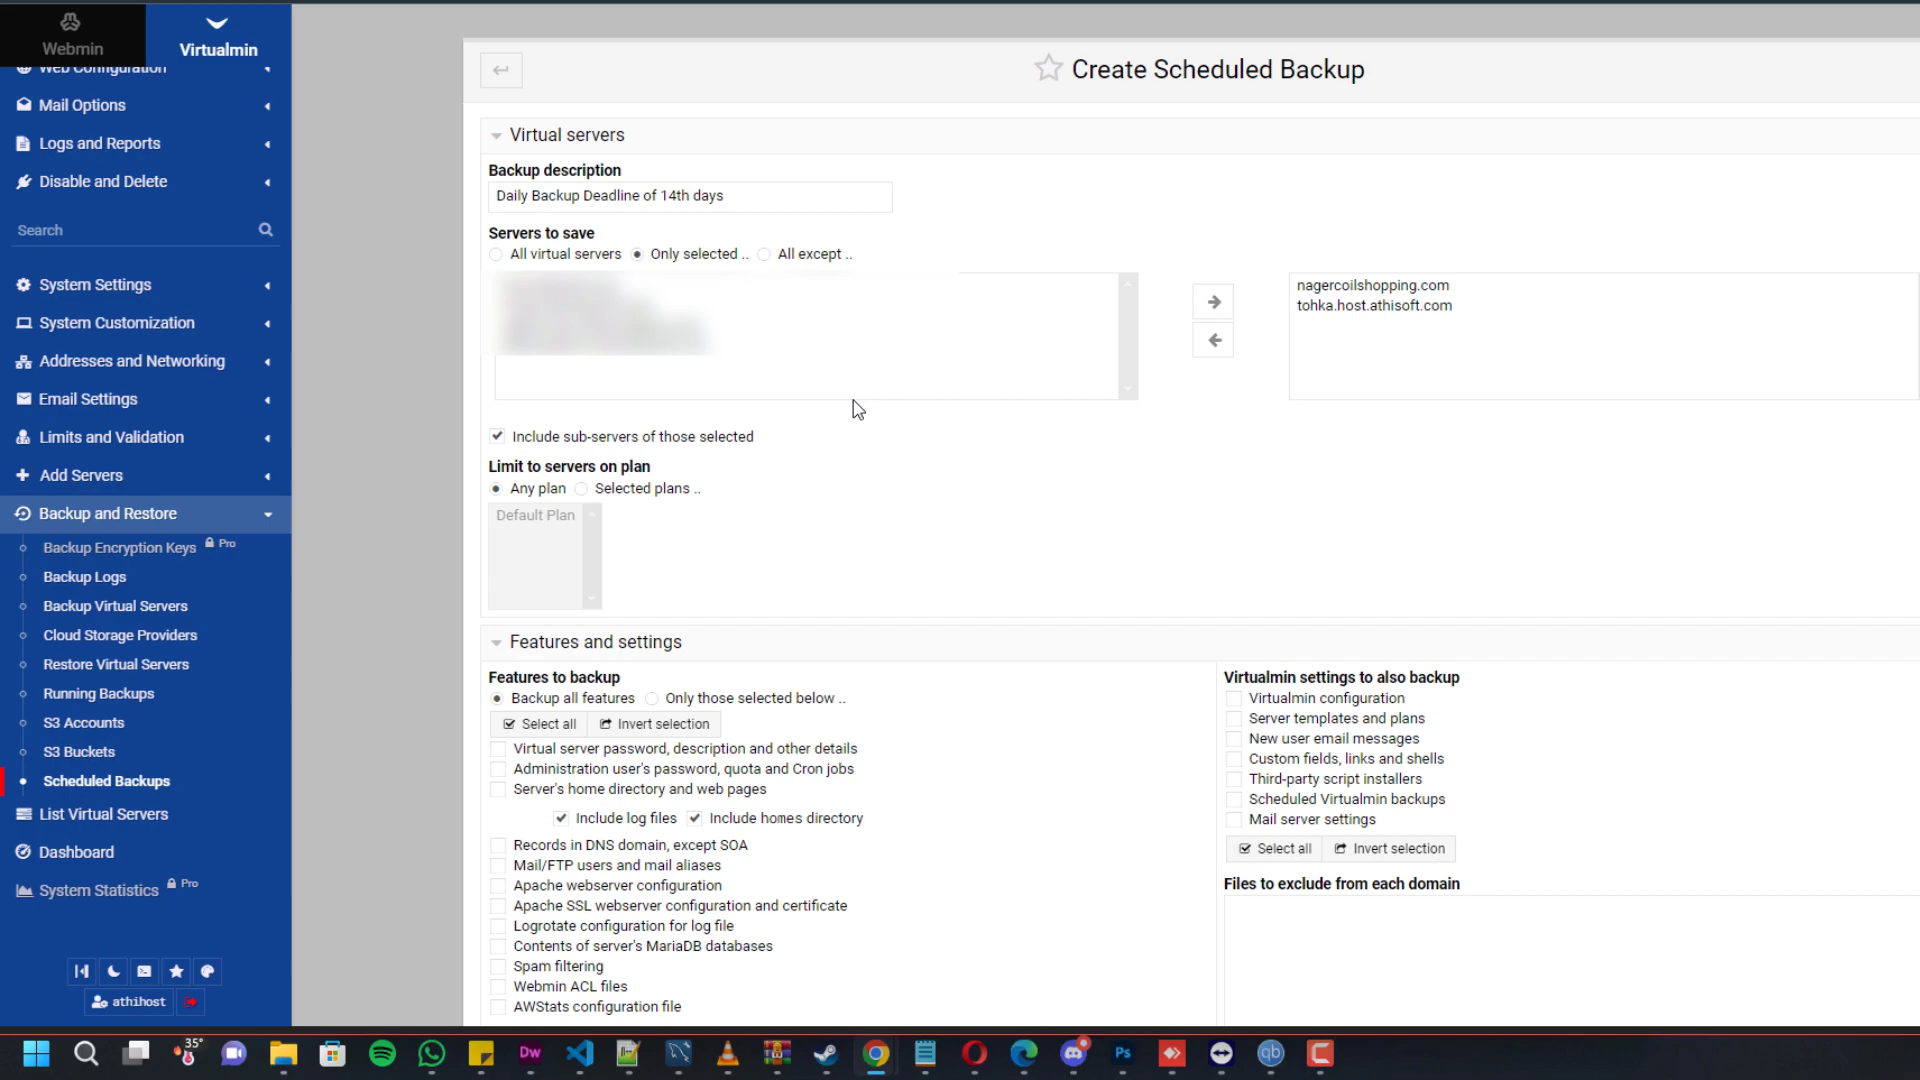 Webmin
Virtualmin
Web Configuration
Mail Options
Logs and Reports
Disable and Delete
Search
System Settings
System Customization
Addresses and Networking
Email Settings
Limits and Validation
Add Servers
Backup and Restore
Backup Encryption Keys Pro
Backup Logs
Backup Virtual Servers
Cloud Storage Providers
Restore Virtual Servers
Running Backups
S3 Accounts
S3 Buckets
Scheduled Backups
List Virtual Servers
Dashboard
System Statistics Pro
athihost
Create Scheduled Backup
Virtual servers
Backup description
Daily Backup Deadline of 14th days
Servers to save
All virtual servers Only selected .. All except ..
nagercoilshopping.com
tohka.host.athisoft.com
Include sub-servers of those selected
Limit to servers on plan
Any plan Selected plans ..
Default Plan
Features and settings
Features to backup
Backup all features Only those selected below ..
Select all Invert selection
Virtual server password, description and other details
Administration user's password, quota and Cron jobs
Server's home directory and web pages
Include log files Include homes directory
Records in DNS domain, except SOA
Mail/FTP users and mail aliases
Apache webserver configuration
Apache SSL webserver configuration and certificate
Logrotate configuration for log file
Contents of server's MariaDB databases
Spam filtering
Webmin ACL files
AWStats configuration file
Virtualmin settings to also backup
Virtualmin configuration
Server templates and plans
New user email messages
Custom fields, links and shells
Third-party script installers
Scheduled Virtualmin backups
Mail server settings
Select all Invert selection
Files to exclude from each domain
35°
Dw
Ps
qb